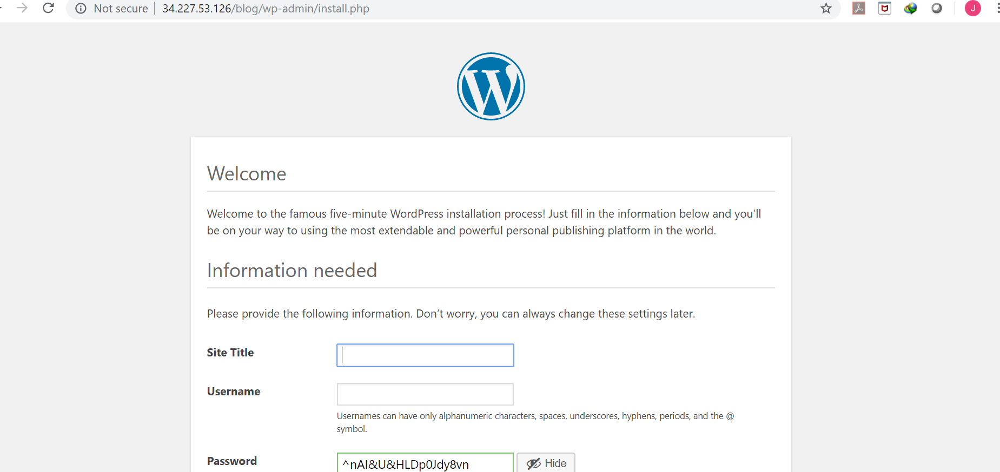 Not secure | 34.227.53.126/blog/wp-admin/install.php
J
Welcome
Welcome to the famous five-minute WordPress installation process! Just fill in the information below and you’ll
be on your way to using the most extendable and powerful personal publishing platform in the world.
Information needed
Please provide the following information. Don’t worry, you can always change these settings later.
Site Title
Username
Usernames can have only alphanumeric characters, spaces, underscores, hyphens, periods, and the @
symbol.
Password ^nAI&U&HLDp0Jdy8vn Hide